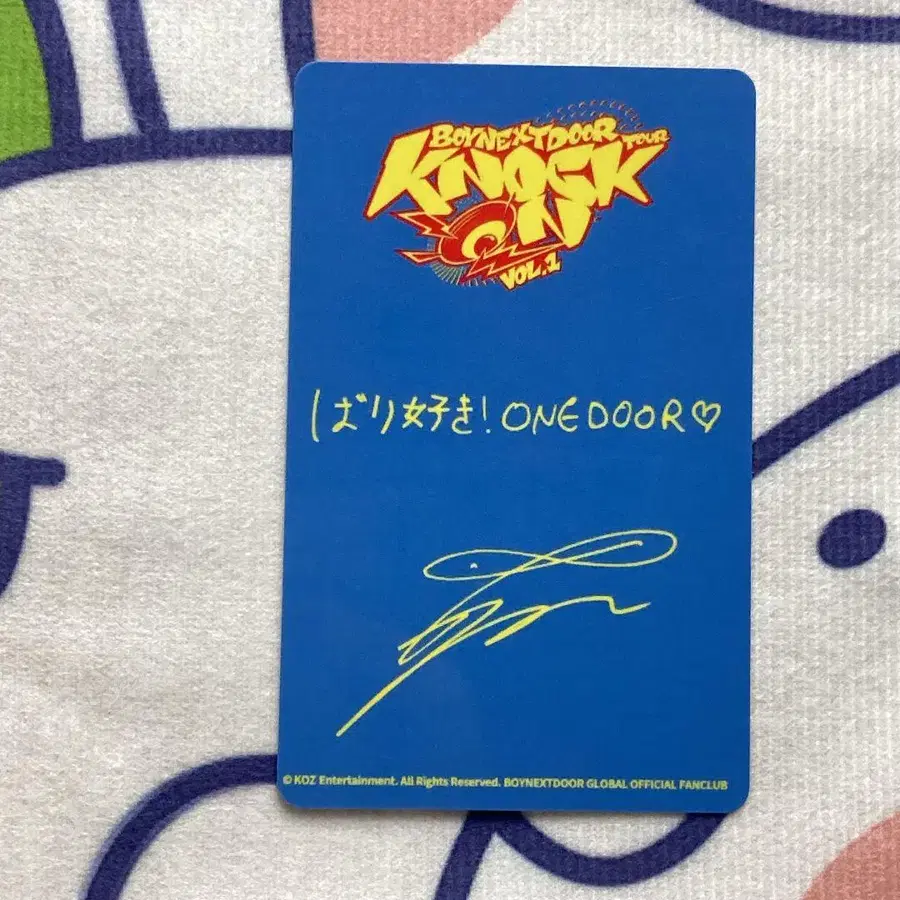 BOYNEXTDOOR TOUR
KNOCK
ON
VOL.1
ばり好き! ONEDOOR♡
© KOZ Entertainment. All Rights Reserved. BOYNEXTDOOR GLOBAL OFFICIAL FANCLUB